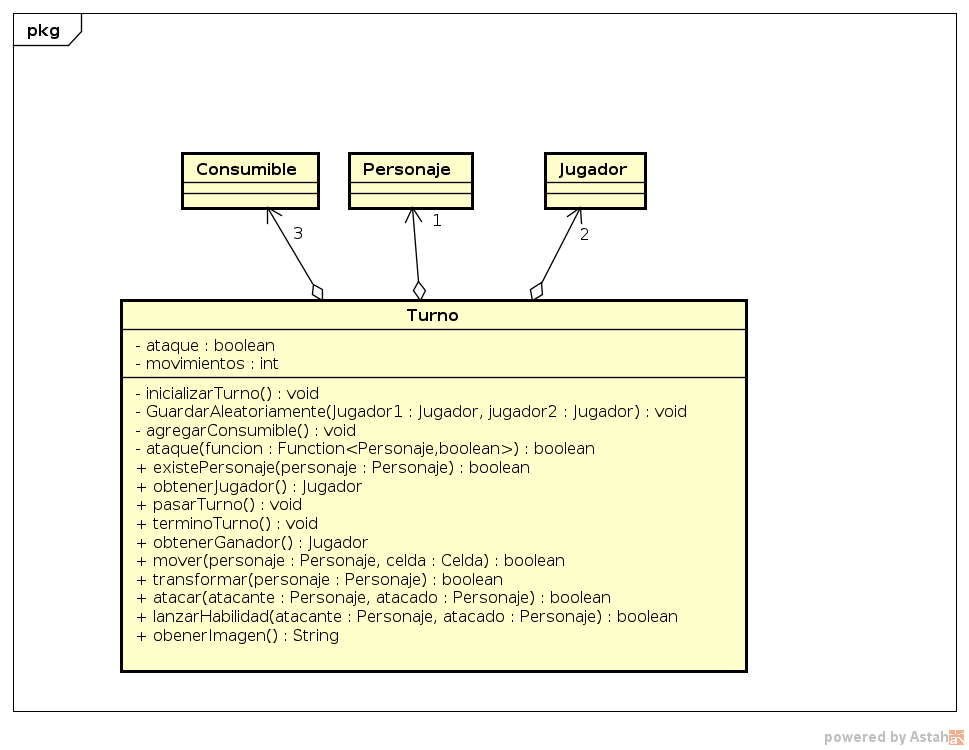 pkg
Consumible
Personaje
Jugador
3
1
2
Turno
- ataque : boolean
- movimientos : int
- inicializarTurno() : void
- GuardarAleatoriamente(Jugador1 : Jugador, jugador2 : Jugador) : void
- agregarConsumible() : void
- ataque(funcion : Function<Personaje,boolean>) : boolean
+ existePersonaje(personaje : Personaje) : boolean
+ obtenerJugador() : Jugador
+ pasarTurno() : void
+ terminoTurno() : void
+ obtenerGanador() : Jugador
+ mover(personaje : Personaje, celda : Celda) : boolean
+ transformar(personaje : Personaje) : boolean
+ atacar(atacante : Personaje, atacado : Personaje) : boolean
+ lanzarHabilidad(atacante : Personaje, atacado : Personaje) : boolean
+ obenerImagen() : String
powered by Astah